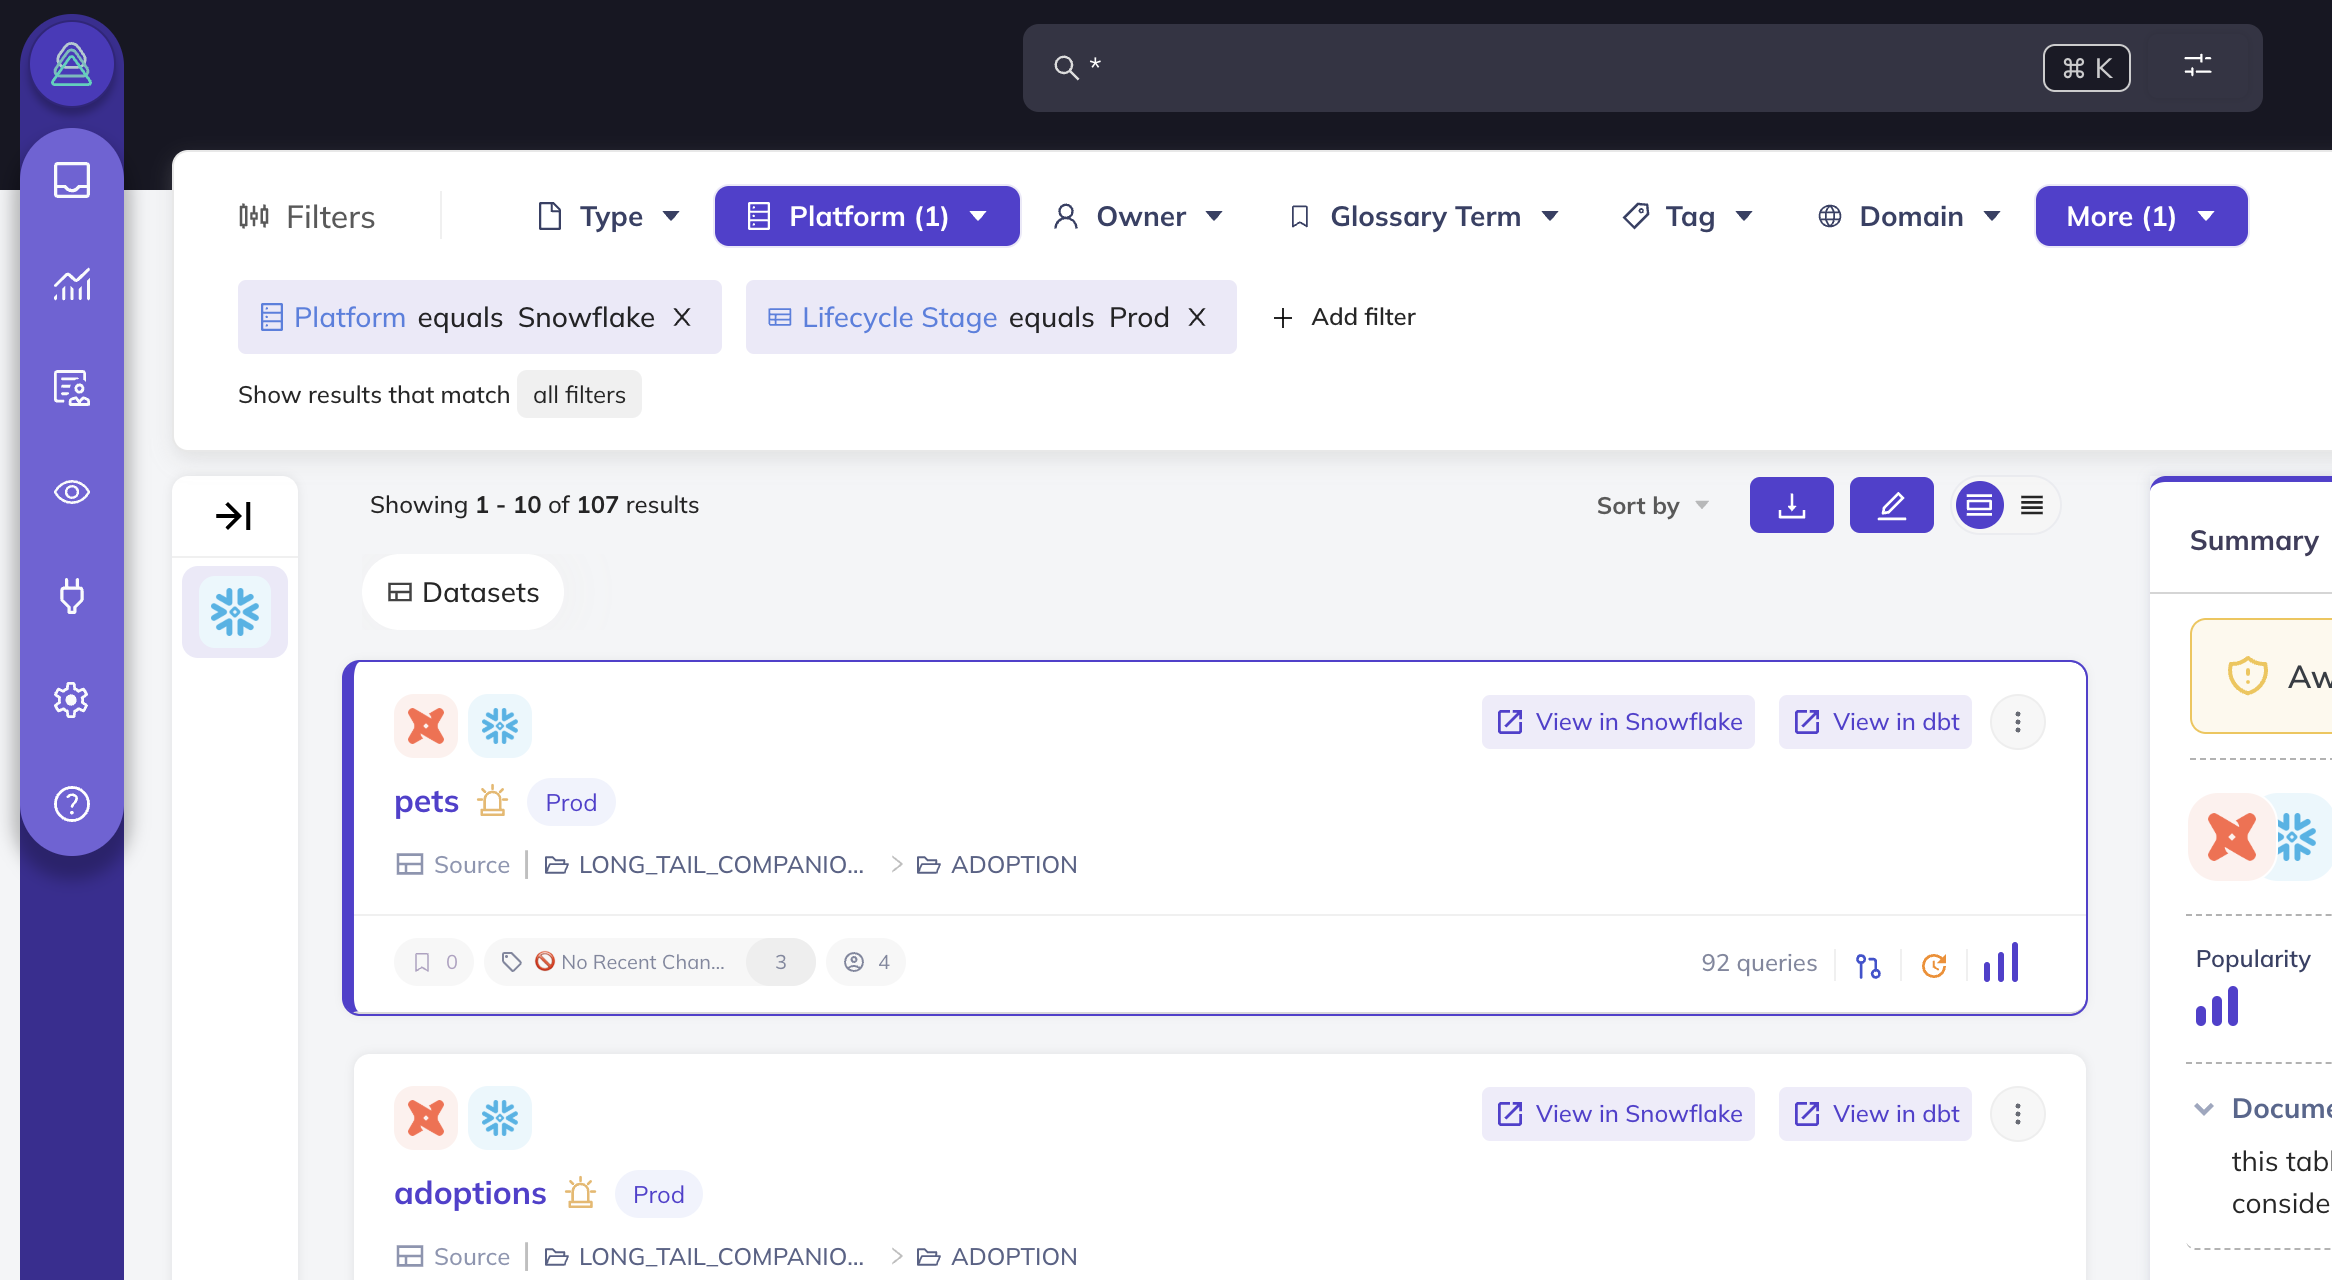 *
⌘ K
Filters
Type
Platform (1)
Owner
Glossary Term
Tag
Domain
More (1)
Platform equals Snowflake X
Lifecycle Stage equals Prod X
+ Add filter
Show results that match all filters
Showing 1 - 10 of 107 results
Sort by
Summary
Datasets
Aw
View in Snowflake
View in dbt
pets
Prod
Source | LONG_TAIL_COMPANIO... > ADOPTION
Popularity
0
No Recent Chan...
3
4
92 queries
View in Snowflake
View in dbt
Docume
this tabl
conside
adoptions
Prod
Source | LONG_TAIL_COMPANIO... > ADOPTION